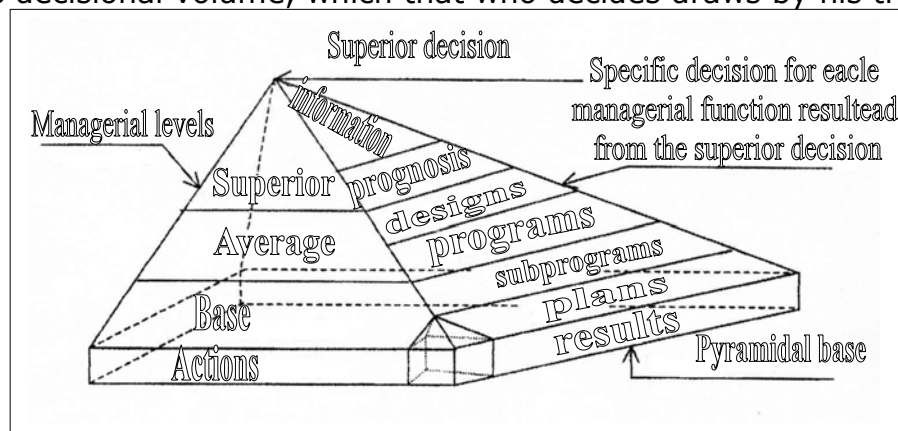 decisional volume, which that who decides draws by his t
Superior decision
Specific decision for eacle
managerial function resultead
from the superior decision
Managerial levels
information
prognosis
designs
programs
subprograms
plans
results
Superior
Average
Base
Actions
Pyramidal base